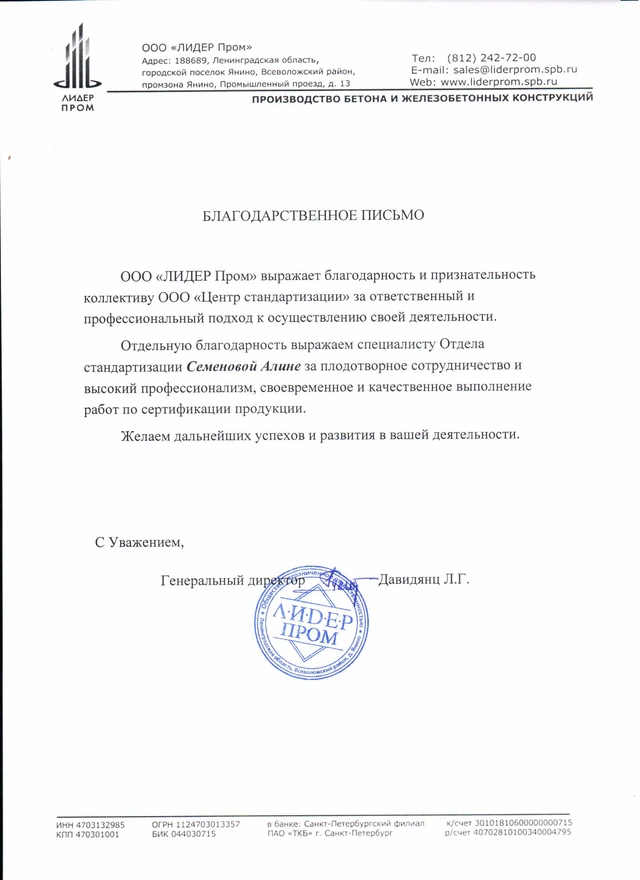 ЛИДЕР
ПРОМ
ООО «ЛИДЕР Пром»
Адрес: 188689, Ленинградская область,
городской поселок Янино, Всеволожский район,
промзона Янино, Промышленный проезд, д. 13
Тел: (812) 242-72-00
E-mail: sales@liderprom.spb.ru
Web: www.liderprom.spb.ru
ПРОИЗВОДСТВО БЕТОНА И ЖЕЛЕЗОБЕТОННЫХ КОНСТРУКЦИЙ
БЛАГОДАРСТВЕННОЕ ПИСЬМО
ООО «ЛИДЕР Пром» выражает благодарность и признательность
коллективу ООО «Центр стандартизации» за ответственный и
профессиональный подход к осуществлению своей деятельности.
Отдельную благодарность выражаем специалисту Отдела
стандартизации Семеновой Алине за плодотворное сотрудничество и
высокий профессионализм, своевременное и качественное выполнение
работ по сертификации продукции.
Желаем дальнейших успехов и развития в вашей деятельности.
С Уважением,
Генеральный директор Давидянц Л.Г.
Общество с ограниченной ответственностью
Л·И·D·E·P
ПРОМ
Ленинградская область, Всеволожский район, д. Янино
ИНН 4703132985 ОГРН 1124703013357 в банке: Санкт-Петербургский филиал к/счет 30101810600000000715
КПП 470301001 БИК 044030715 ПАО «ТКБ» г. Санкт-Петербург р/счет 40702810100340004795